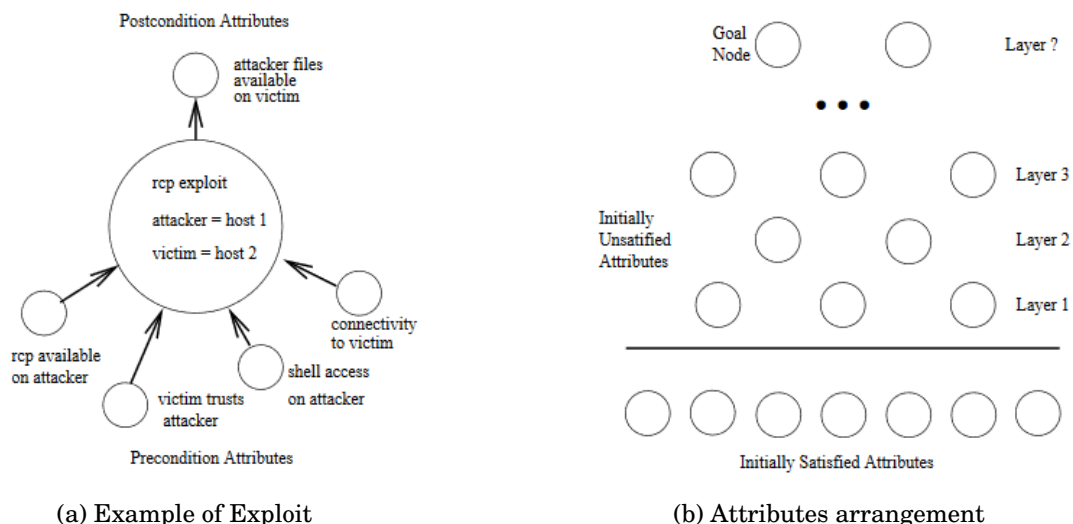 Postcondition Attributes
attacker files
available
on victim
rcp exploit
attacker = host 1
victim = host 2
rcp available
on attacker
victim trusts
attacker
shell access
on attacker
connectivity
to victim
Precondition Attributes
(a) Example of Exploit
Goal
Node
Layer ?
Layer 3
Initially
Unsatified
Attributes
Layer 2
Layer 1
Initially Satisfied Attributes
(b) Attributes arrangement